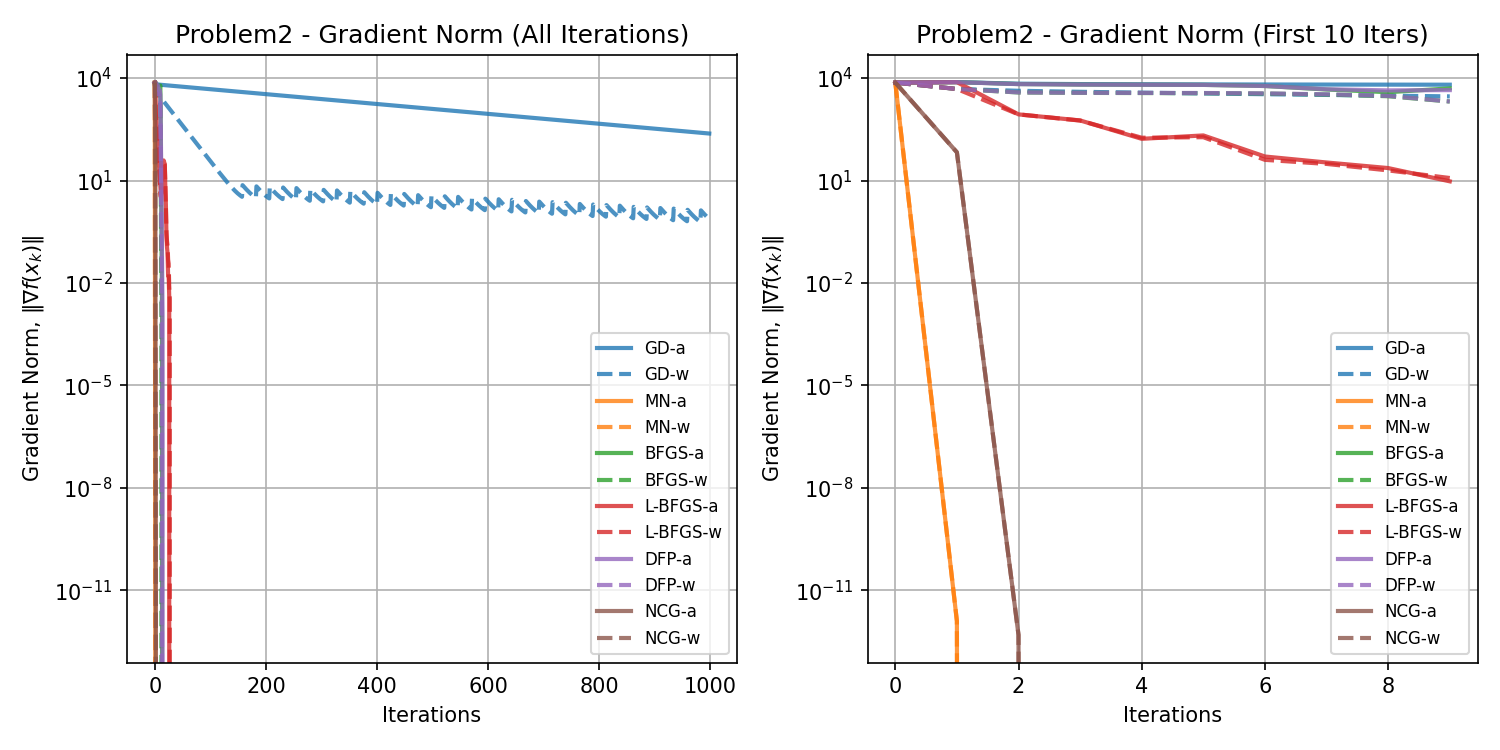 Problem2 - Gradient Norm (All Iterations)
Gradient Norm, ‖∇f(x_k)‖
10^4
10^1
10^−2
10^−5
10^−8
10^−11
0 200 400 600 800 1000
Iterations
GD-a
GD-w
MN-a
MN-w
BFGS-a
BFGS-w
L-BFGS-a
L-BFGS-w
DFP-a
DFP-w
NCG-a
NCG-w
Problem2 - Gradient Norm (First 10 Iters)
Gradient Norm, ‖∇f(x_k)‖
10^4
10^1
10^−2
10^−5
10^−8
10^−11
0 2 4 6 8
Iterations
GD-a
GD-w
MN-a
MN-w
BFGS-a
BFGS-w
L-BFGS-a
L-BFGS-w
DFP-a
DFP-w
NCG-a
NCG-w